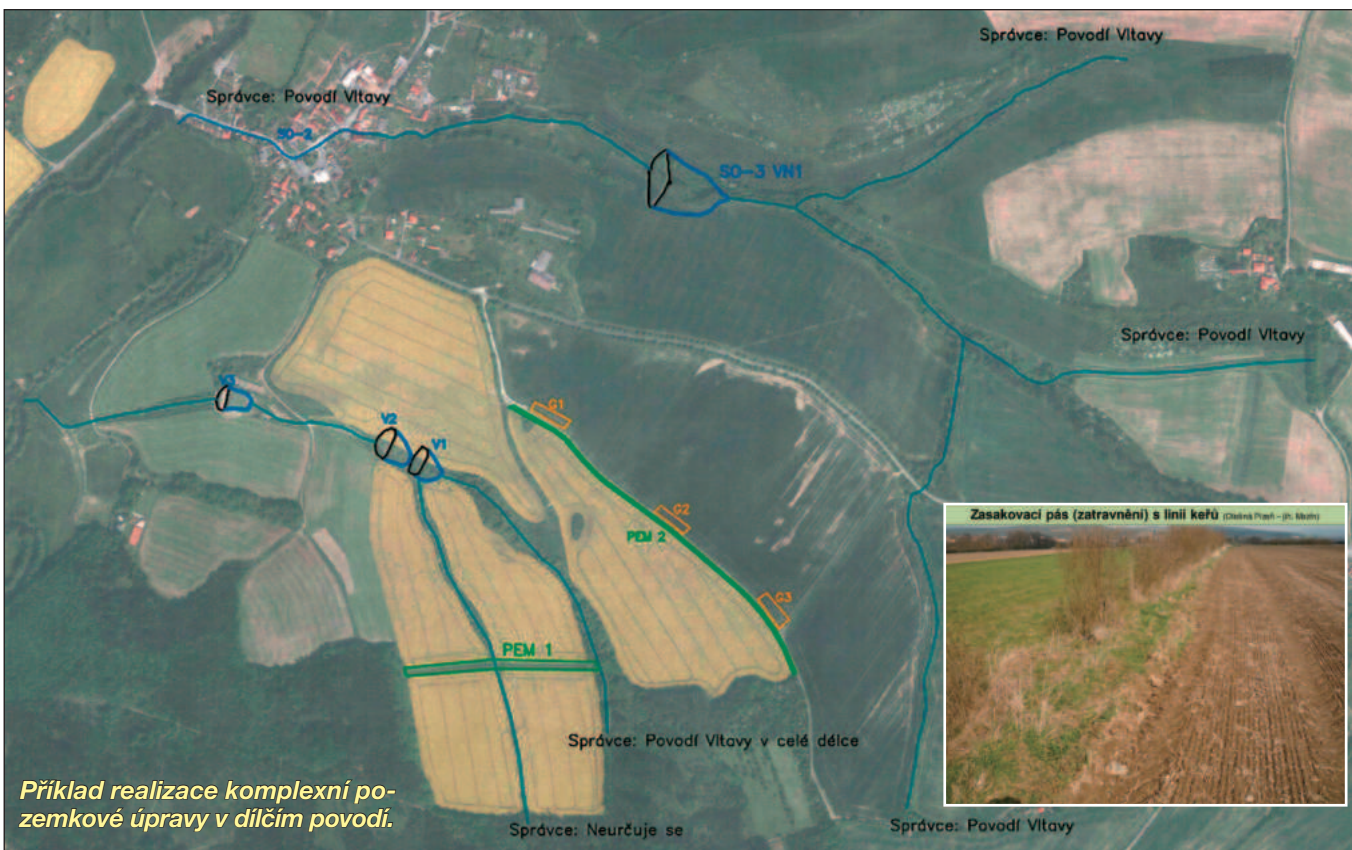 Správce: Povodí Vltavy
Správce: Povodí Vltavy
SO-2
SO-3 VN1
Správce: Povodí Vltavy
V3
V2
V1
G1
G2
PEM 2
G3
PEM 1
Zasakovací pás (zatravnění) s linií keřů
Správce: Povodí Vltavy v celé délce
Příklad realizace komplexní po-
zemkové úpravy v dílčím povodí.
Správce: Neurčuje se
Správce: Povodí Vltavy